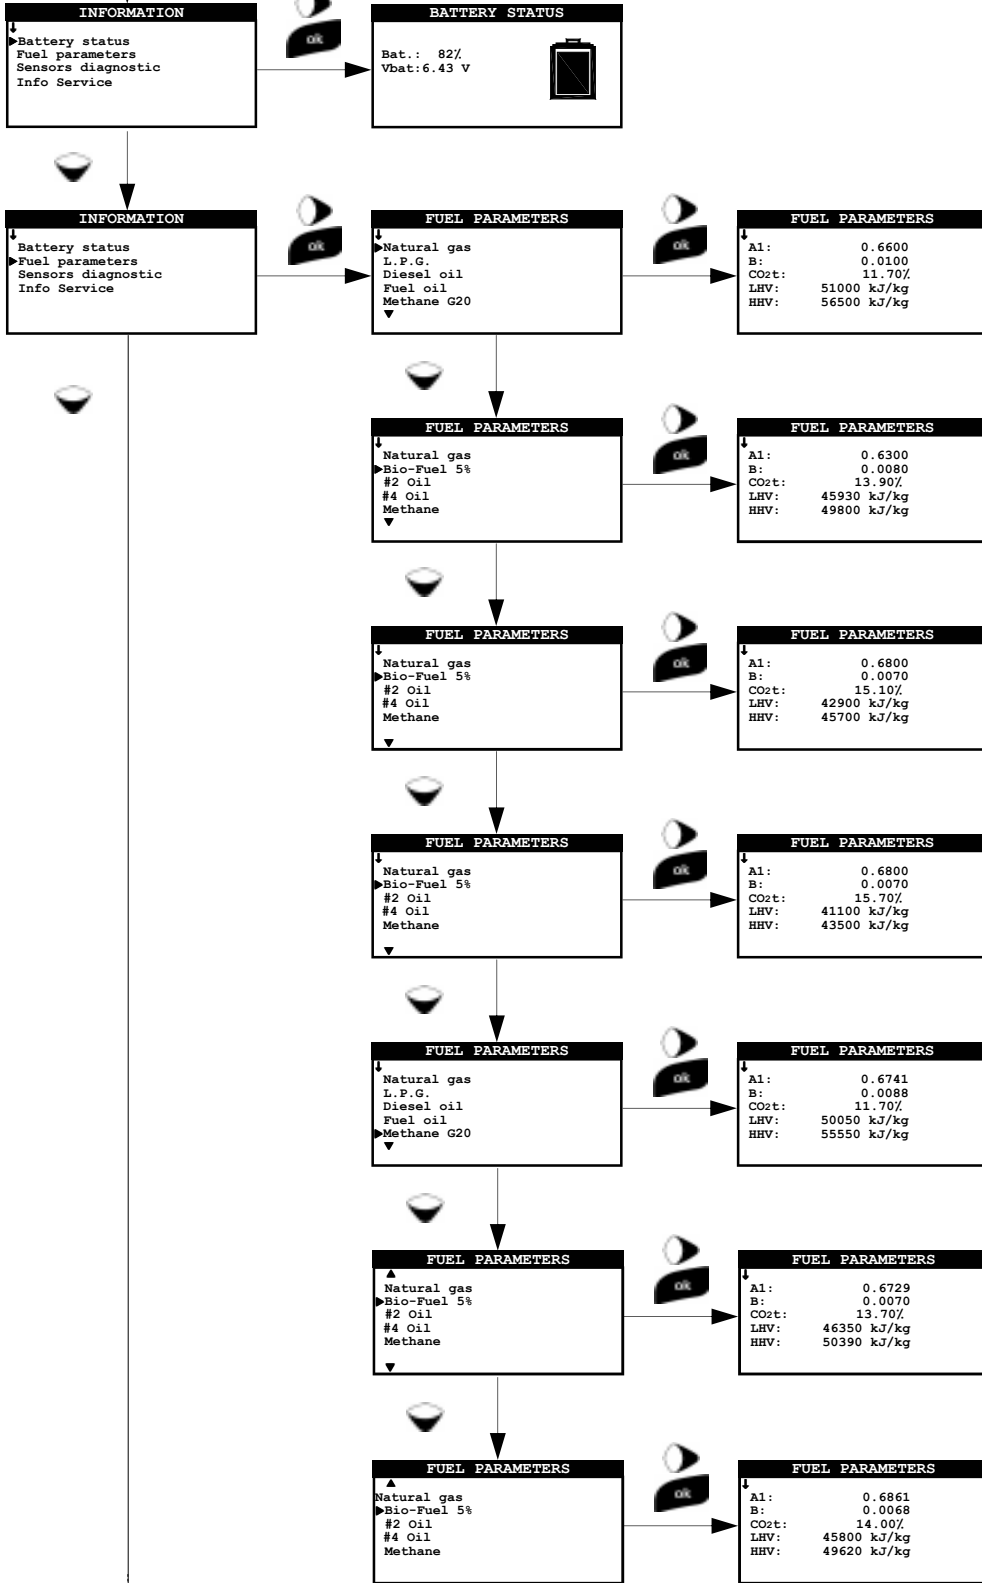 INFORMATION
Battery status
Fuel parameters
Sensors diagnostic
Info Service
ok
BATTERY STATUS
Bat.: 82%
Vbat:6.43 V
INFORMATION
Battery status
Fuel parameters
Sensors diagnostic
Info Service
ok
FUEL PARAMETERS
Natural gas
L.P.G.
Diesel oil
Fuel oil
Methane G20
ok
FUEL PARAMETERS
A1: 0.6600
B: 0.0100
CO2t: 11.70%
LHV: 51000 kJ/kg
HHV: 56500 kJ/kg
FUEL PARAMETERS
Natural gas
Bio-Fuel 5%
#2 Oil
#4 Oil
Methane
ok
FUEL PARAMETERS
A1: 0.6300
B: 0.0080
CO2t: 13.90%
LHV: 45930 kJ/kg
HHV: 49800 kJ/kg
FUEL PARAMETERS
Natural gas
Bio-Fuel 5%
#2 Oil
#4 Oil
Methane
ok
FUEL PARAMETERS
A1: 0.6800
B: 0.0070
CO2t: 15.10%
LHV: 42900 kJ/kg
HHV: 45700 kJ/kg
FUEL PARAMETERS
Natural gas
Bio-Fuel 5%
#2 Oil
#4 Oil
Methane
ok
FUEL PARAMETERS
A1: 0.6800
B: 0.0070
CO2t: 15.70%
LHV: 41100 kJ/kg
HHV: 43500 kJ/kg
FUEL PARAMETERS
Natural gas
L.P.G.
Diesel oil
Fuel oil
Methane G20
ok
FUEL PARAMETERS
A1: 0.6741
B: 0.0088
CO2t: 11.70%
LHV: 50050 kJ/kg
HHV: 55550 kJ/kg
FUEL PARAMETERS
Natural gas
Bio-Fuel 5%
#2 Oil
#4 Oil
Methane
ok
FUEL PARAMETERS
A1: 0.6729
B: 0.0070
CO2t: 13.70%
LHV: 46350 kJ/kg
HHV: 50390 kJ/kg
FUEL PARAMETERS
Natural gas
Bio-Fuel 5%
#2 Oil
#4 Oil
Methane
ok
FUEL PARAMETERS
A1: 0.6861
B: 0.0068
CO2t: 14.00%
LHV: 45800 kJ/kg
HHV: 49620 kJ/kg